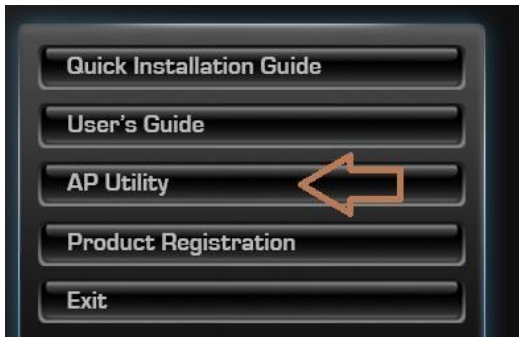 Quick Installation Guide
User's Guide
AP Utility
Product Registration
Exit